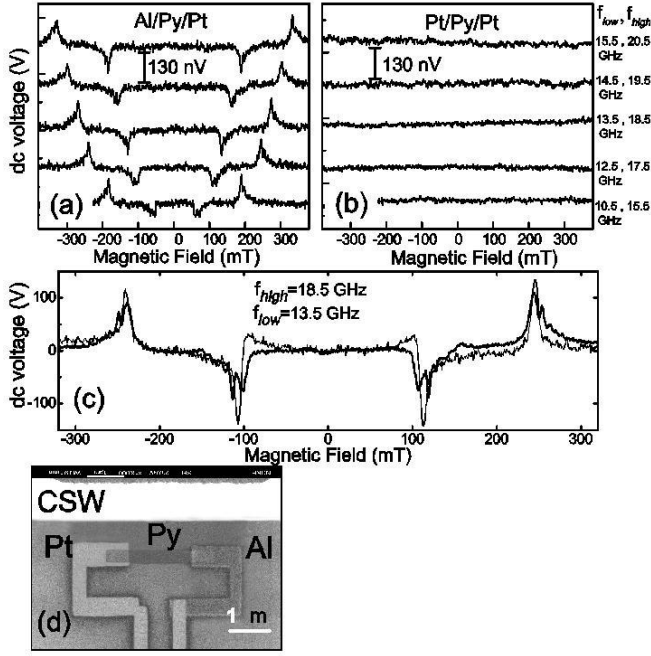 Al/Py/Pt
130 nV
(a)
dc voltage (V)
-300 -200 -100 0 100 200 300
Magnetic Field (mT)
Pt/Py/Pt
130 nV
(b)
-300 -200 -100 0 100 200 300
Magnetic Field (mT)
f_low, f_high
15.5, 20.5
GHz
14.5, 19.5
GHz
13.5, 18.5
GHz
12.5, 17.5
GHz
10.5, 15.5
GHz
f_high=18.5 GHz
f_low=13.5 GHz
dc voltage (V)
100
0
-100
(c)
-300 -200 -100 0 100 200 300
Magnetic Field (mT)
CSW
Pt Py Al
(d)
1 m